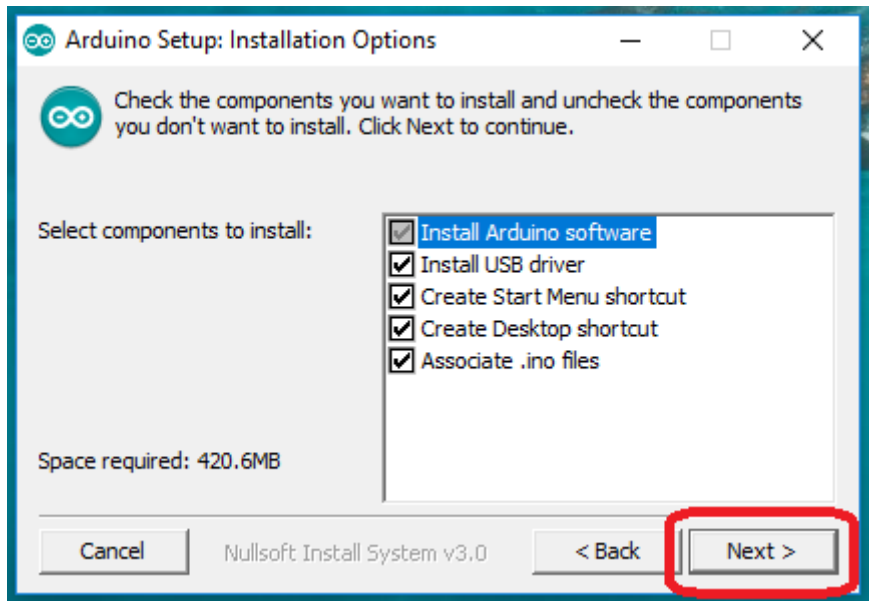 Arduino Setup: Installation Options
Check the components you want to install and uncheck the components
you don't want to install. Click Next to continue.
Select components to install:
Install Arduino software
Install USB driver
Create Start Menu shortcut
Create Desktop shortcut
Associate .ino files
Space required: 420.6MB
Cancel
Nullsoft Install System v3.0
< Back
Next >